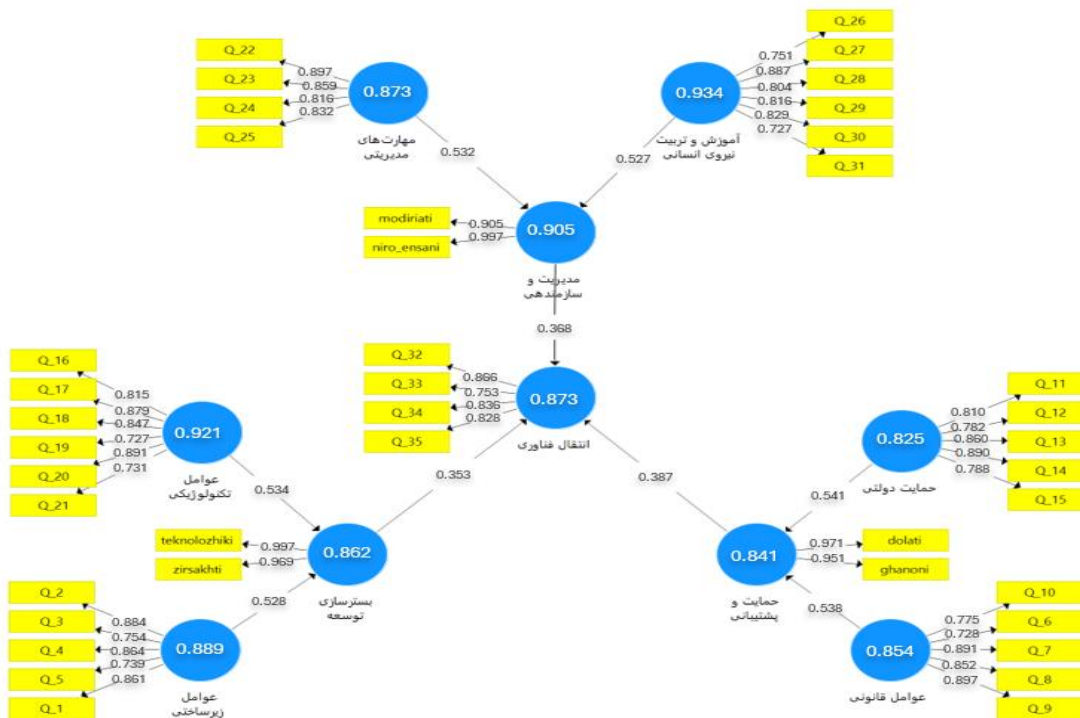 Q_22
Q_23
Q_24
Q_25
0.897
0.859
0.816
0.832
0.873
مهارت‌های
مدیریتی
0.532
Q_26
Q_27
Q_28
Q_29
Q_30
Q_31
0.751
0.887
0.804
0.816
0.829
0.727
0.934
آموزش و تربیت
نیروی انسانی
0.527
modiriati
niro_ensani
0.905
0.997
0.905
مدیریت و
سازمندهی
0.368
Q_32
Q_33
Q_34
Q_35
0.866
0.753
0.836
0.828
0.873
انتقال فناوری
Q_16
Q_17
Q_18
Q_19
Q_20
Q_21
0.815
0.879
0.847
0.727
0.891
0.731
0.921
عوامل
تکنولوژیکی
0.534
0.353
teknolozhiki
zirsakhti
0.997
0.969
0.862
بسترسازی
توسعه
0.528
Q_2
Q_3
Q_4
Q_5
Q_1
0.884
0.754
0.864
0.739
0.861
0.889
عوامل
زیرساختی
Q_11
Q_12
Q_13
Q_14
Q_15
0.810
0.782
0.860
0.890
0.788
0.825
حمایت دولتی
0.541
0.387
dolati
ghanoni
0.971
0.951
0.841
حمایت و
پشتیبانی
0.538
Q_10
Q_6
Q_7
Q_8
Q_9
0.775
0.728
0.891
0.852
0.897
0.854
عوامل قانونی